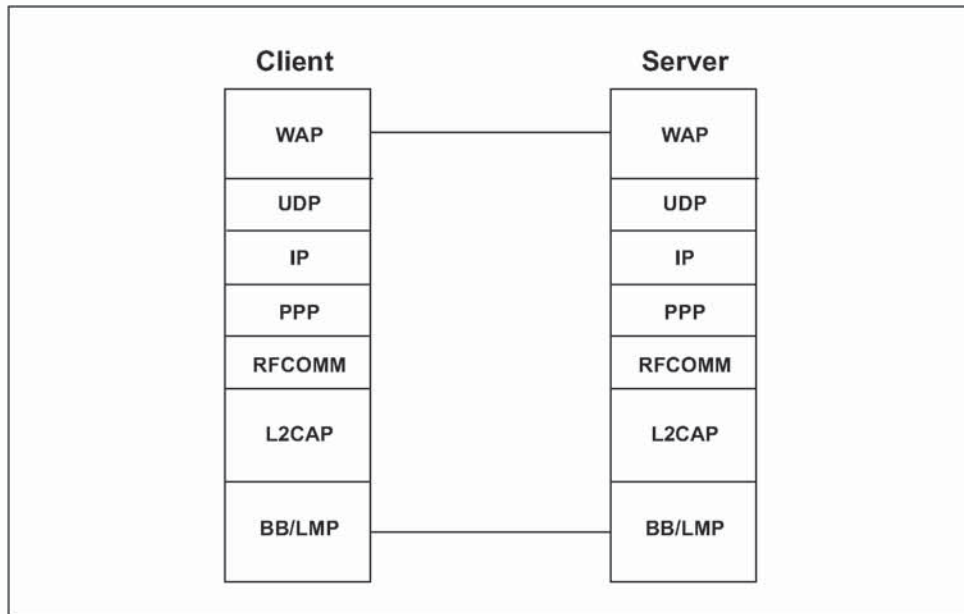 Client
WAP
UDP
IP
PPP
RFCOMM
L2CAP
BB/LMP
Server
WAP
UDP
IP
PPP
RFCOMM
L2CAP
BB/LMP